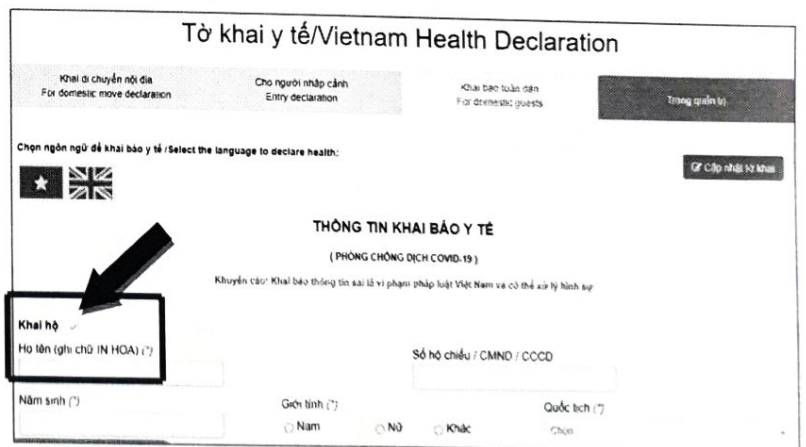 Tờ khai y tế/Vietnam Health Declaration
Khai di chuyển nội địa
For domestic move declaration
Cho người nhập cảnh
Entry declaration
Khai báo toàn dân
For domestic guests
Trang quản trị
Chọn ngôn ngữ để khai báo y tế /Select the language to declare health:
Cập nhật tờ khai
THÔNG TIN KHAI BÁO Y TẾ
( PHÒNG CHỐNG DỊCH COVID-19 )
Khuyến cáo: Khai báo thông tin sai là vi phạm pháp luật Việt Nam và có thể xử lý hình sự
Khai hộ
Họ tên (ghi chữ IN HOA) (*)
Số hộ chiếu / CMND / CCCD
Năm sinh (*)
Giới tính (*)
Quốc tịch (*)
Nam
Nữ
Khác
Chọn